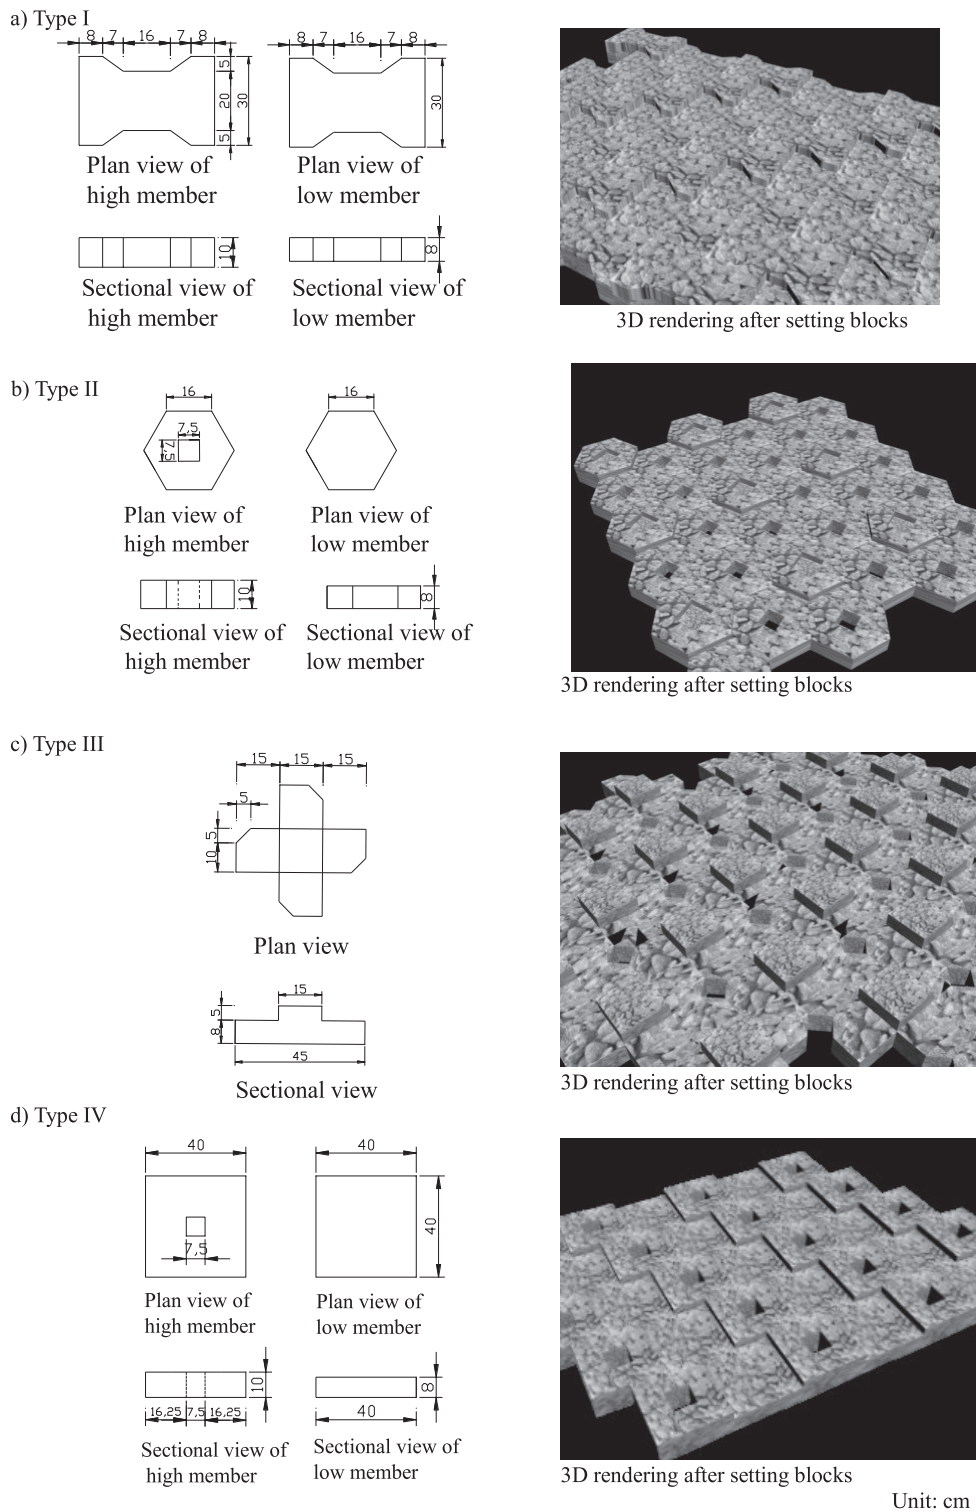 a) Type I
8 7 16 7 8
5
20
5
30
8 7 16 7 8
30
Plan view of
high member
Plan view of
low member
10
8
Sectional view of
high member
Sectional view of
low member
3D rendering after setting blocks
b) Type II
16
7,5
7,5
16
Plan view of
high member
Plan view of
low member
10
8
Sectional view of
high member
Sectional view of
low member
3D rendering after setting blocks
c) Type III
15 15 15
5
5
10
Plan view
15
5
8
45
Sectional view
3D rendering after setting blocks
d) Type IV
40
7,5
40
40
Plan view of
high member
Plan view of
low member
10
16,25 7,5 16,25
8
40
Sectional view of
high member
Sectional view of
low member
3D rendering after setting blocks
Unit: cm